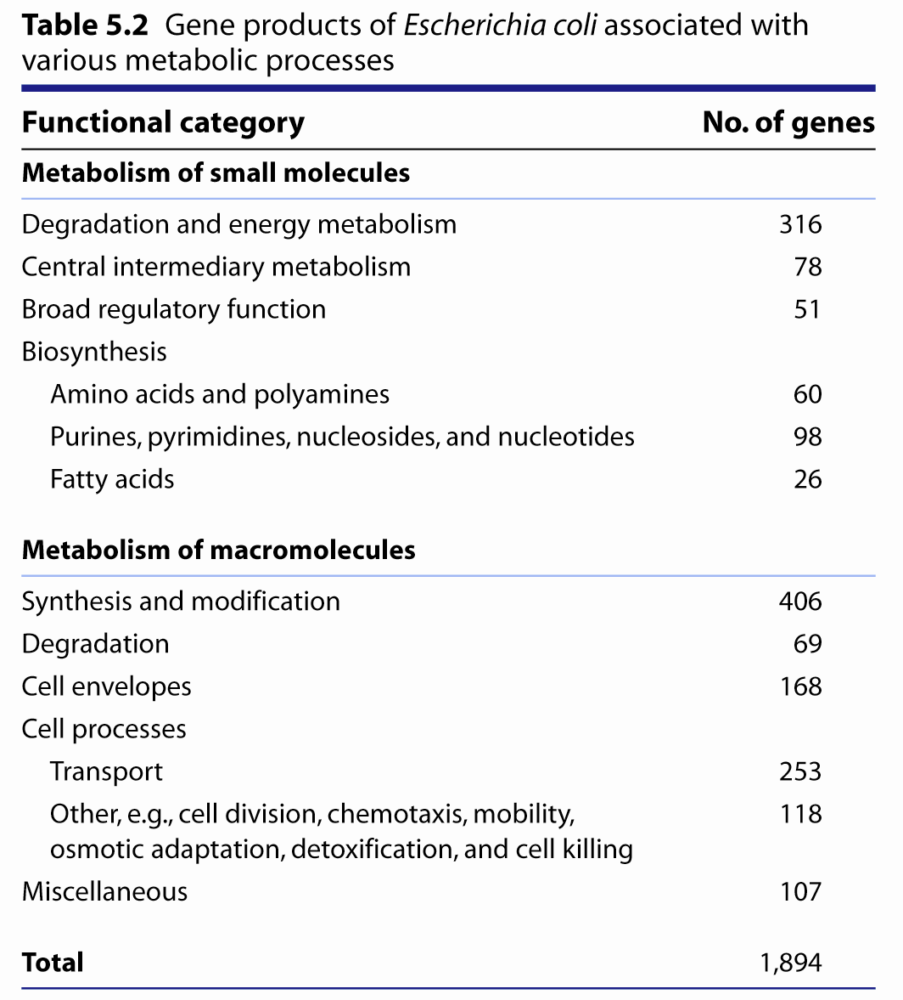 Table 5.2 Gene products of Escherichia coli associated with
various metabolic processes
Functional category No. of genes
Metabolism of small molecules
Degradation and energy metabolism 316
Central intermediary metabolism 78
Broad regulatory function 51
Biosynthesis
Amino acids and polyamines 60
Purines, pyrimidines, nucleosides, and nucleotides 98
Fatty acids 26
Metabolism of macromolecules
Synthesis and modification 406
Degradation 69
Cell envelopes 168
Cell processes
Transport 253
Other, e.g., cell division, chemotaxis, mobility, 118
osmotic adaptation, detoxification, and cell killing
Miscellaneous 107
Total 1,894